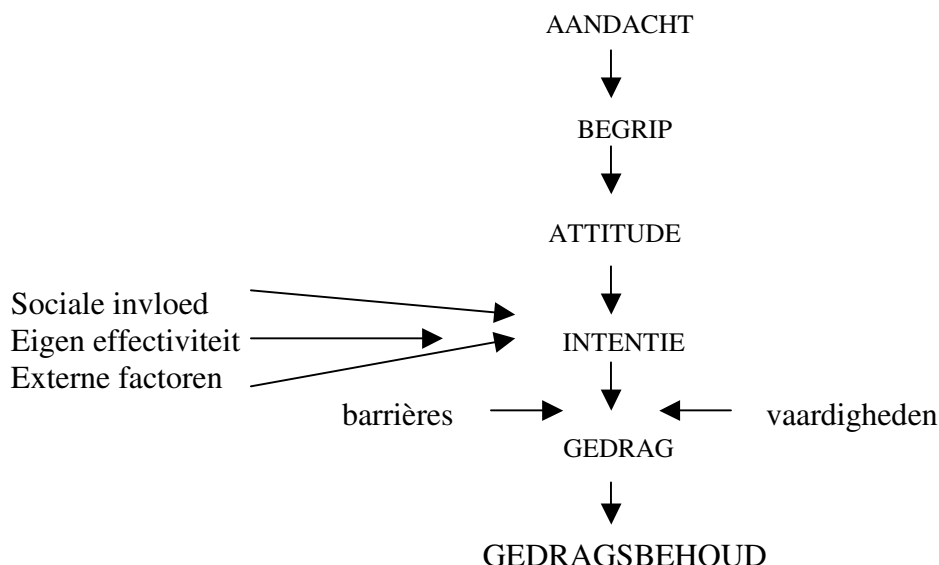 AANDACHT
BEGRIP
ATTITUDE
Sociale invloed
Eigen effectiviteit
INTENTIE
Externe factoren
barrières
vaardigheden
GEDRAG
GEDRAGSBEHOUD